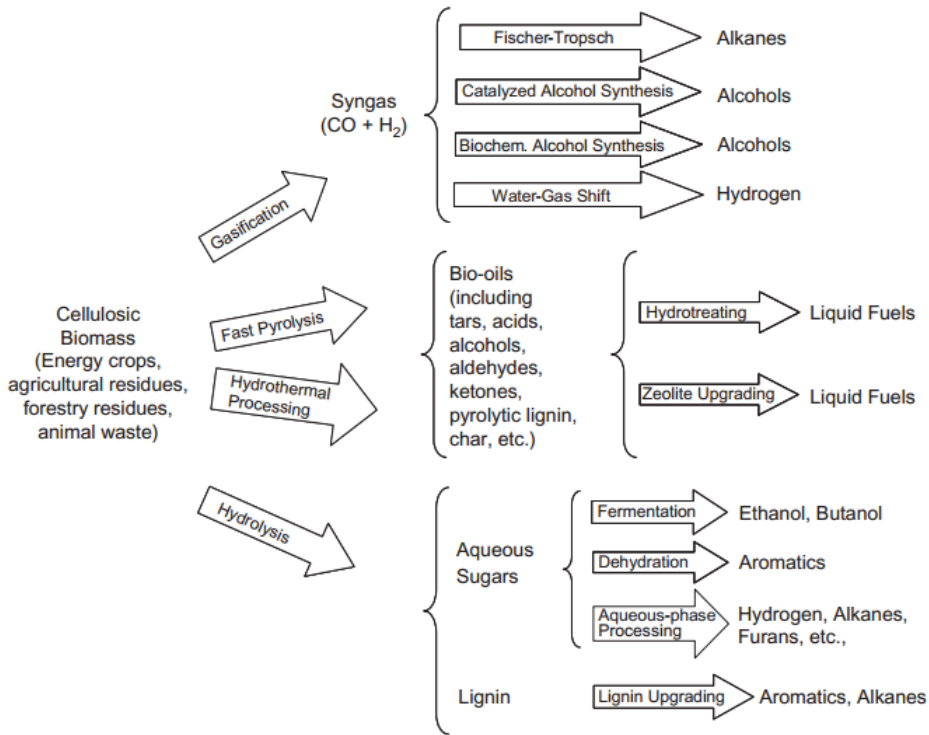 Fischer-Tropsch
Alkanes
Syngas
(CO + H2)
Catalyzed Alcohol Synthesis
Alcohols
Biochem. Alcohol Synthesis
Alcohols
Water-Gas Shift
Hydrogen
Gasification
Cellulosic
Biomass
(Energy crops,
agricultural residues,
forestry residues,
animal waste)
Fast Pyrolysis
Hydrothermal
Processing
Bio-oils
(including
tars, acids,
alcohols,
aldehydes,
ketones,
pyrolytic lignin,
char, etc.)
Hydrotreating
Liquid Fuels
Zeolite Upgrading
Liquid Fuels
Hydrolysis
Aqueous
Sugars
Fermentation
Ethanol, Butanol
Dehydration
Aromatics
Aqueous-phase
Processing
Hydrogen, Alkanes,
Furans, etc.,
Lignin
Lignin Upgrading
Aromatics, Alkanes